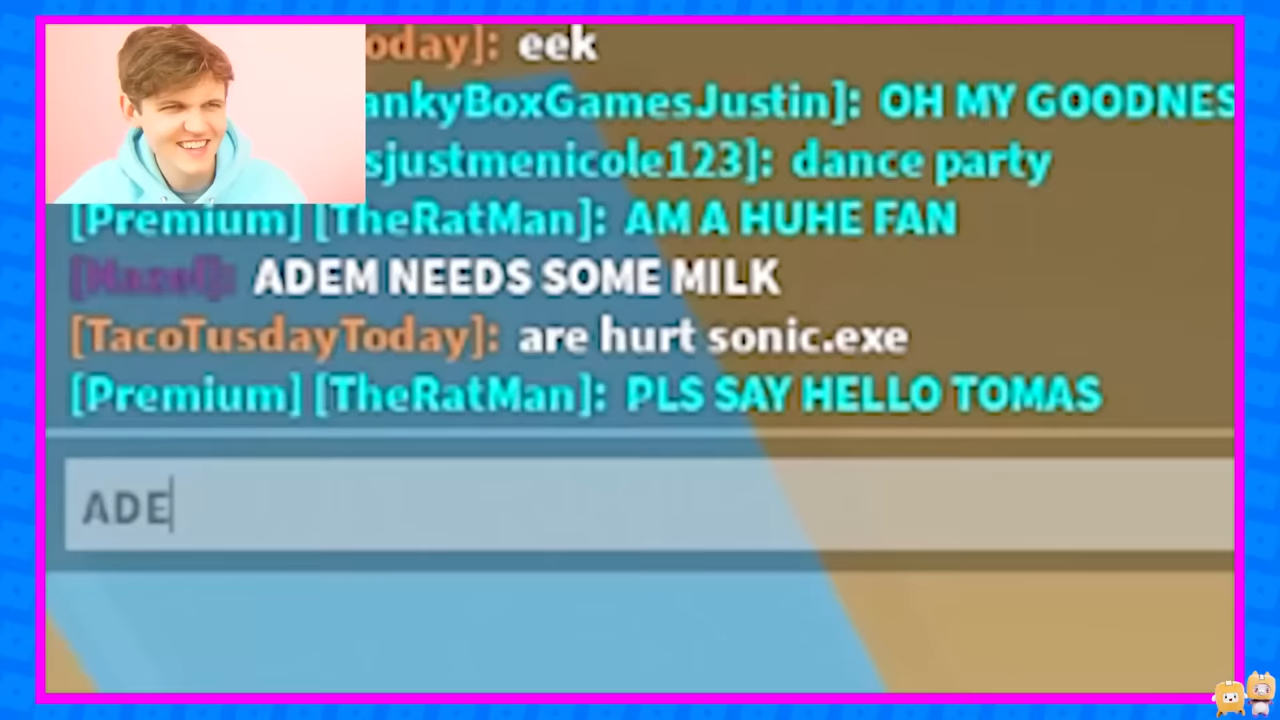 oday]: eek
ankyBoxGamesJustin]: OH MY GOODNES
sjustmenicole123]: dance party
[Premium] [TheRatMan]: AM A HUHE FAN
[Hazel]: ADEM NEEDS SOME MILK
[TacoTusdayToday]: are hurt sonic.exe
[Premium] [TheRatMan]: PLS SAY HELLO TOMAS
ADE